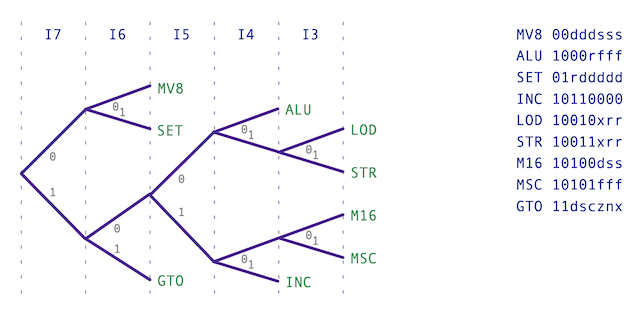 I7 I6 I5 I4 I3
MV8
0 1
SET
ALU
0 1
LOD
0 1
STR
0
0
1
1
0
1
GTO
M16
0 1
MSC
0 1
INC
MV8 00dddsss
ALU 1000rfff
SET 01rddddd
INC 10110000
LOD 10010xrr
STR 10011xrr
M16 10100dss
MSC 10101fff
GTO 11dscznx